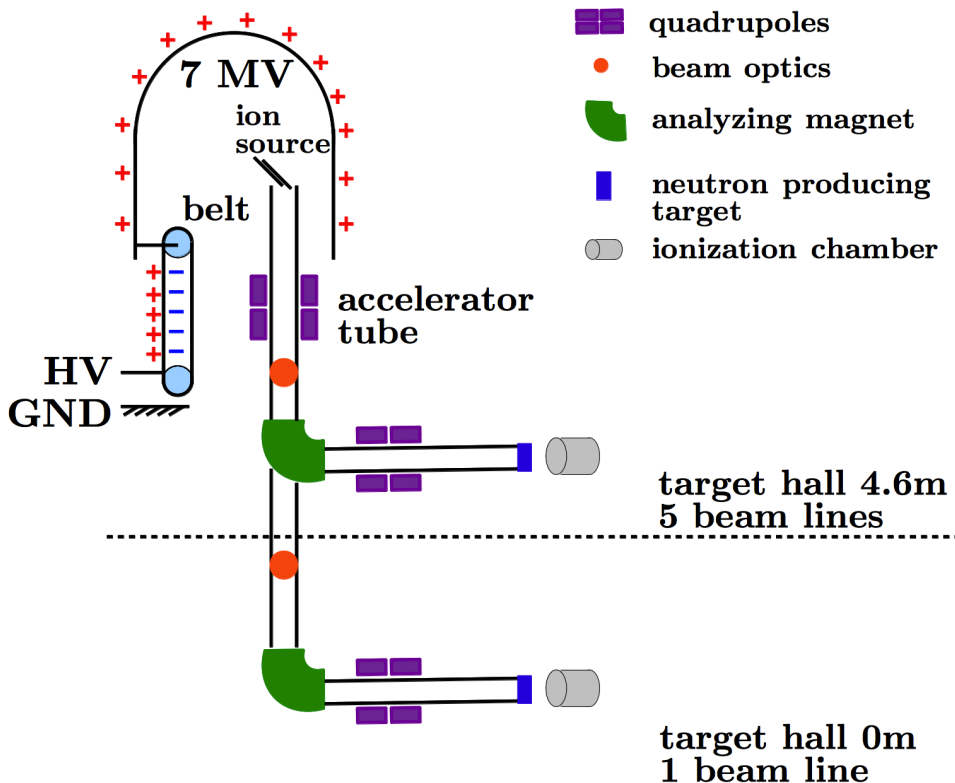 7 MV
ion
source
belt
accelerator
tube
HV
GND
quadrupoles
beam optics
analyzing magnet
neutron producing
target
ionization chamber
target hall 4.6m
5 beam lines
target hall 0m
1 beam line